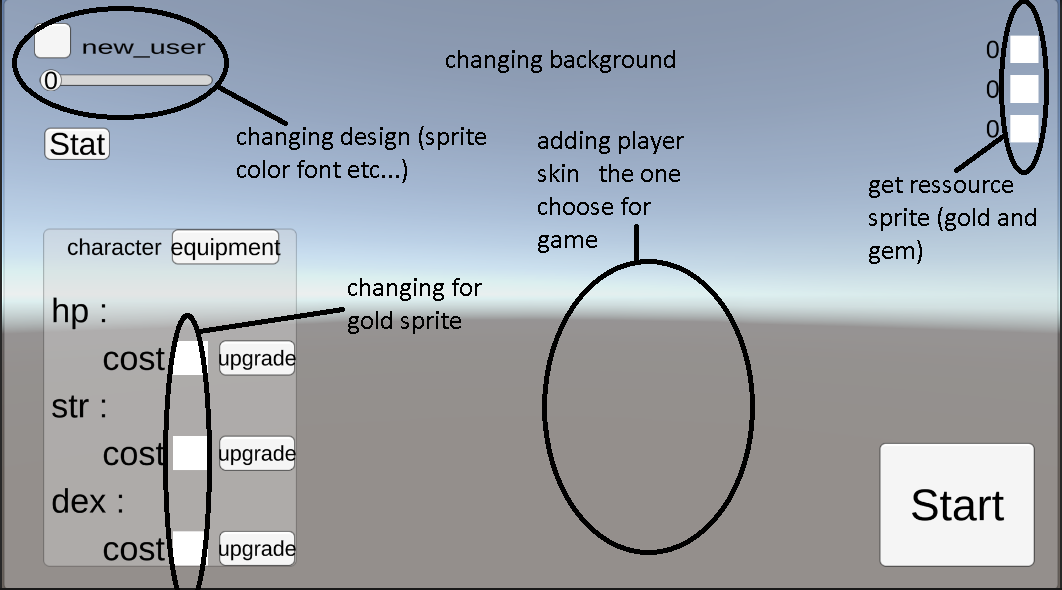 new_user
0
Stat
changing design (sprite
color font etc...)
changing background
adding player
skin the one
choose for
game
0
0
0
get ressource
sprite (gold and
gem)
character equipment
hp :
cost upgrade
str :
cost upgrade
dex :
cost upgrade
changing for
gold sprite
Start